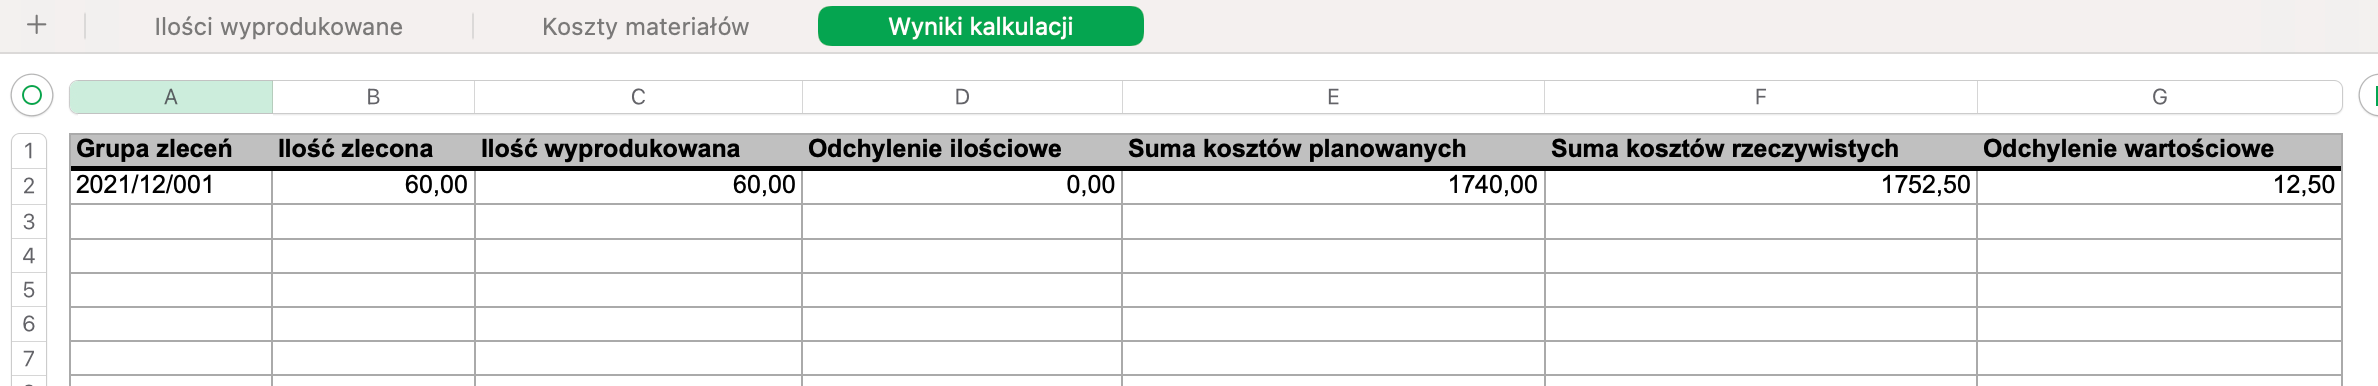 + Ilości wyprodukowane Koszty materiałów Wyniki kalkulacji
A B C D E F G
1 Grupa zleceń Ilość zlecona Ilość wyprodukowana Odchylenie ilościowe Suma kosztów planowanych Suma kosztów rzeczywistych Odchylenie wartościowe
2 2021/12/001 60,00 60,00 0,00 1740,00 1752,50 12,50
3
4
5
6
7